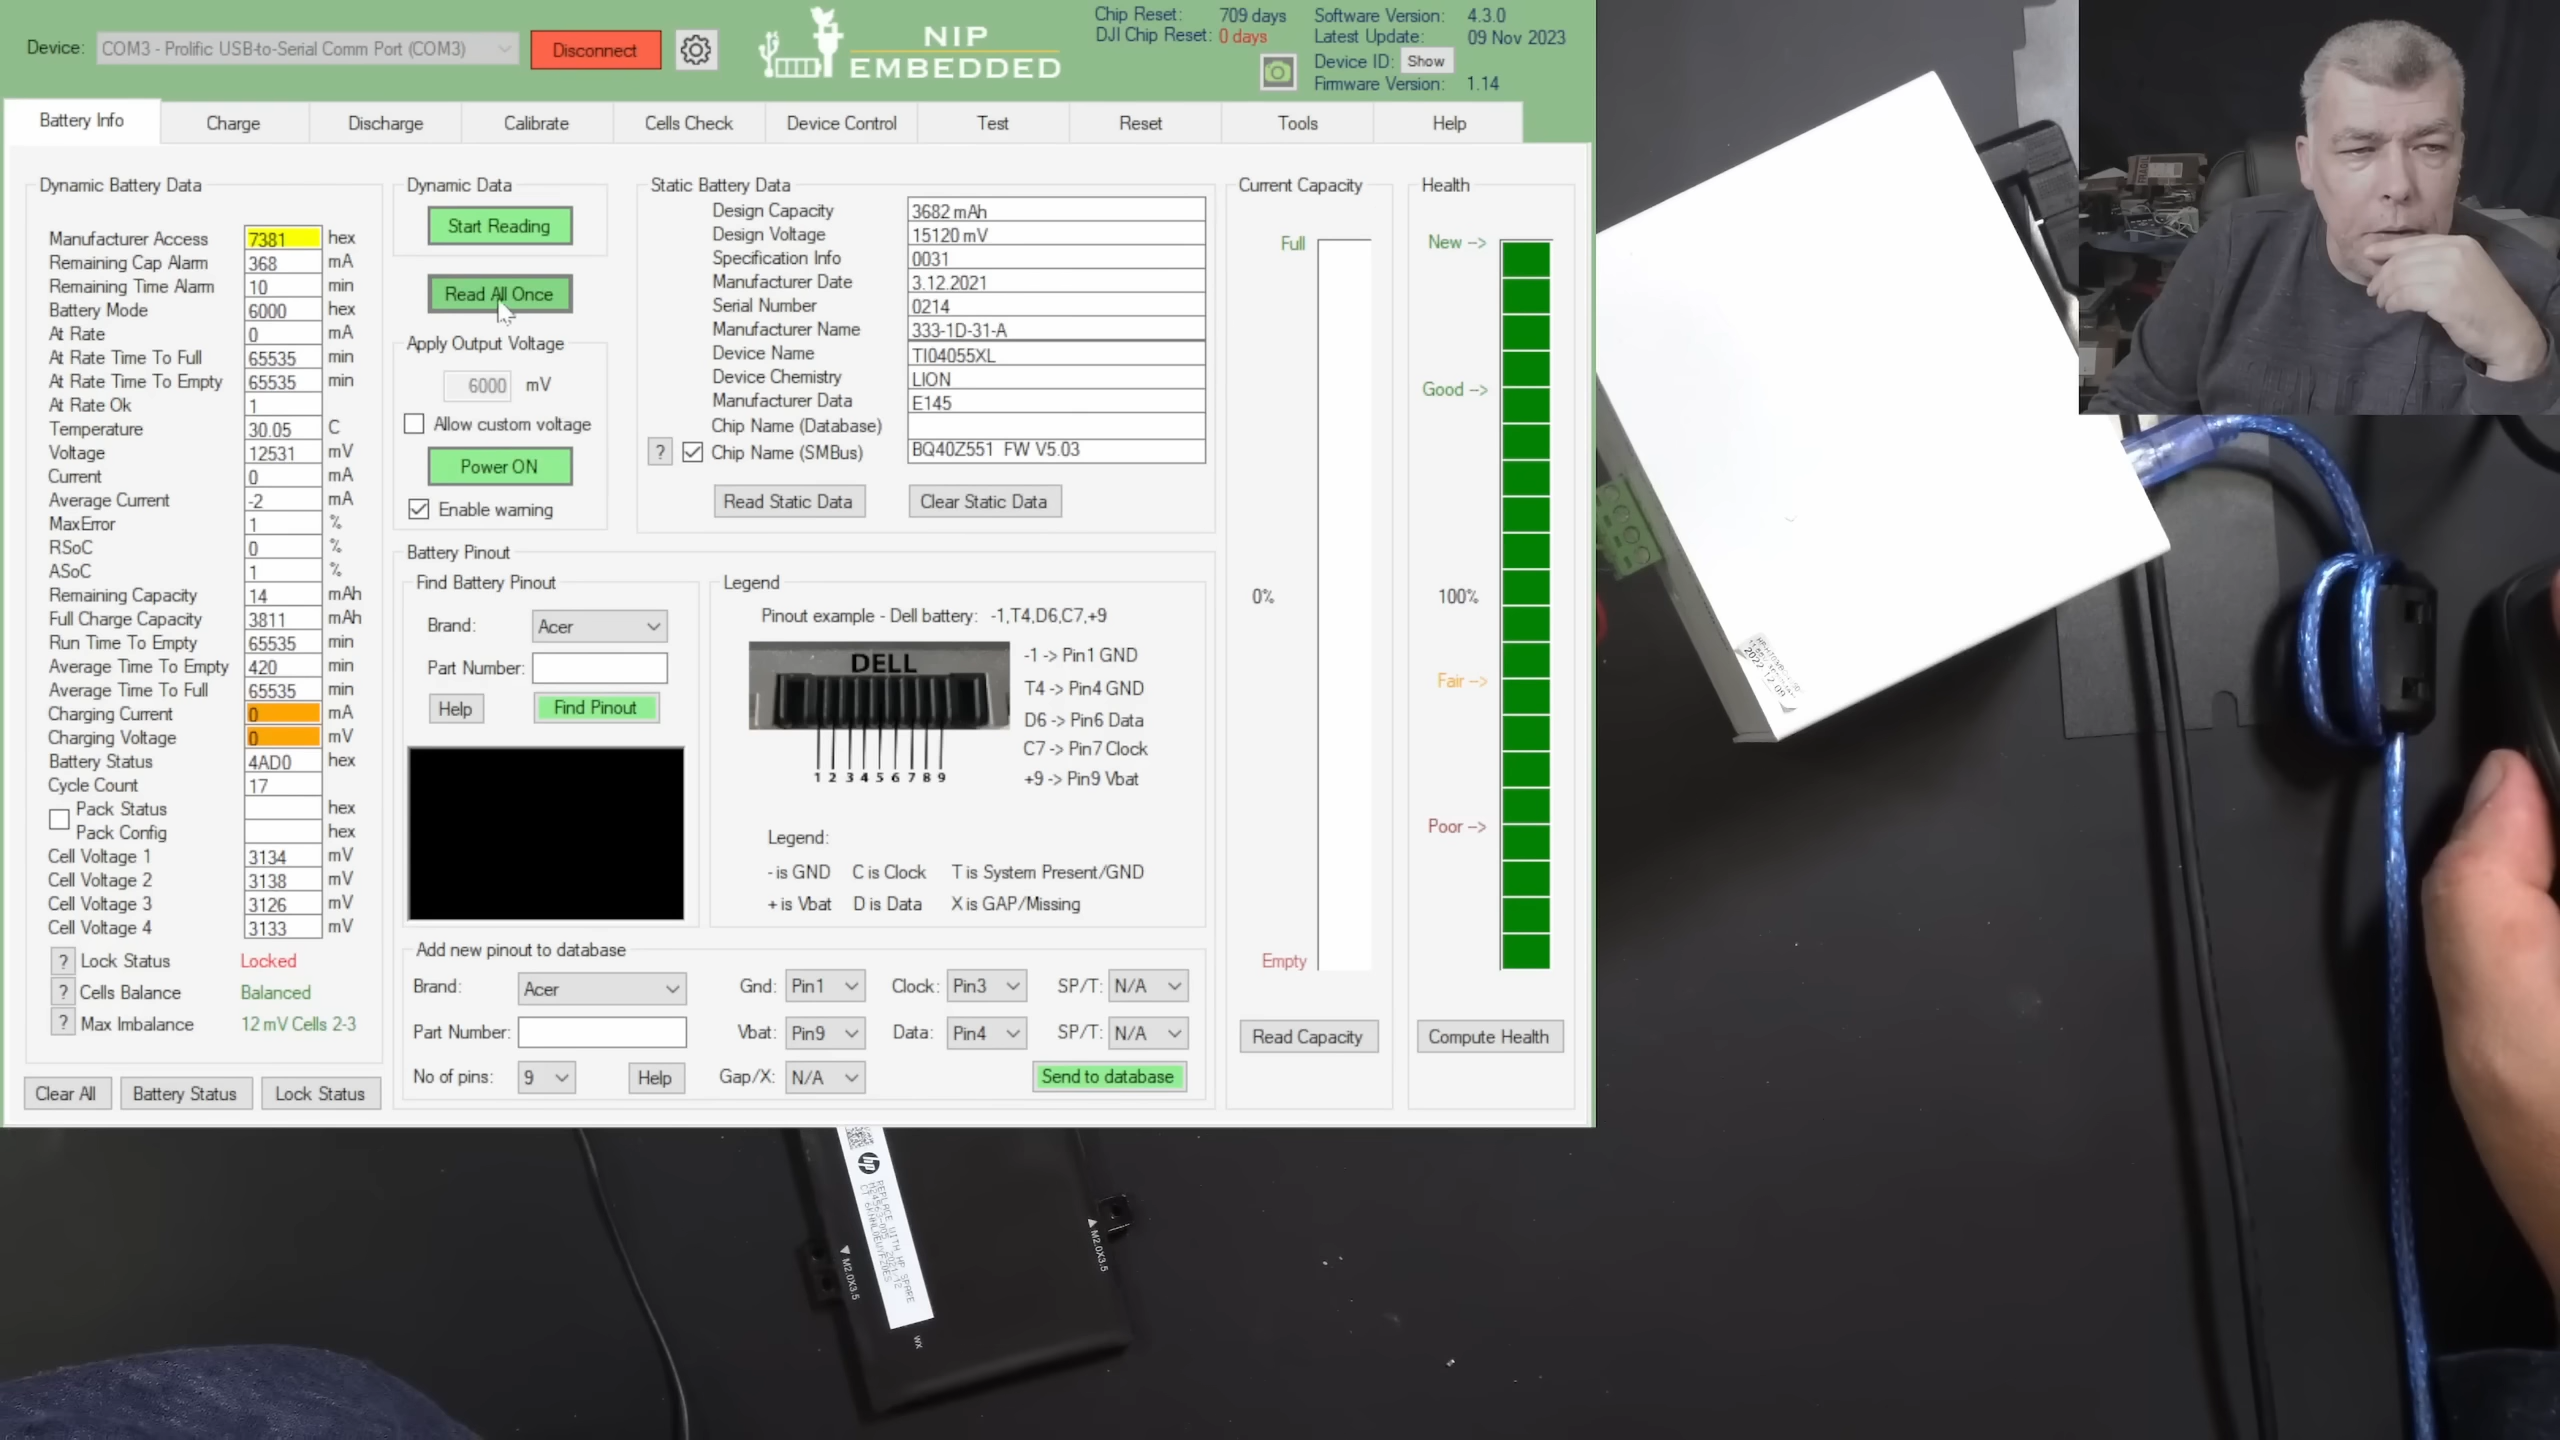 Device: COM3 - Prolific USB-to-Serial Comm Port (COM3) Disconnect
NIP
EMBEDDED
Chip Reset: 709 days
DJI Chip Reset: 0 days
Software Version: 4.3.0
Latest Update: 09 Nov 2023
Device ID: Show
Firmware Version: 1.14
Battery Info Charge Discharge Calibrate Cells Check Device Control Test Reset Tools Help
Dynamic Battery Data
Manufacturer Access 7381 hex
Remaining Cap Alarm 368 mA
Remaining Time Alarm 10 min
Battery Mode 6000 hex
At Rate 0 mA
At Rate Time To Full 65535 min
At Rate Time To Empty 65535 min
At Rate Ok 1
Temperature 30.05 C
Voltage 12531 mV
Current 0 mA
Average Current -2 mA
MaxError 1 %
RSoC 0 %
ASoC 1 %
Remaining Capacity 14 mAh
Full Charge Capacity 3811 mAh
Run Time To Empty 65535 min
Average Time To Empty 420 min
Average Time To Full 65535 min
Charging Current 0 mA
Charging Voltage 0 mV
Battery Status 4AD0 hex
Cycle Count 17
Pack Status hex
Pack Config hex
Cell Voltage 1 3134 mV
Cell Voltage 2 3138 mV
Cell Voltage 3 3126 mV
Cell Voltage 4 3133 mV
? Lock Status Locked
? Cells Balance Balanced
? Max Imbalance 12 mV Cells 2-3
Clear All Battery Status Lock Status
Dynamic Data
Start Reading
Read All Once
Apply Output Voltage
6000 mV
Allow custom voltage
Power ON
Enable warning
Static Battery Data
Design Capacity 3682 mAh
Design Voltage 15120 mV
Specification Info 0031
Manufacturer Date 3.12.2021
Serial Number 0214
Manufacturer Name 333-1D-31-A
Device Name TI04055XL
Device Chemistry LION
Manufacturer Data E145
Chip Name (Database)
? Chip Name (SMBus) BQ40Z551 FW V5.03
Read Static Data Clear Static Data
Battery Pinout
Find Battery Pinout
Brand: Acer
Part Number:
Help Find Pinout
Legend
Pinout example - Dell battery: -1,T4,D6,C7,+9
DELL
1 2 3 4 5 6 7 8 9
-1 -> Pin1 GND
T4 -> Pin4 GND
D6 -> Pin6 Data
C7 -> Pin7 Clock
+9 -> Pin9 Vbat
Legend:
- is GND C is Clock T is System Present/GND
+ is Vbat D is Data X is GAP/Missing
Add new pinout to database
Brand: Acer Gnd: Pin1 Clock: Pin3 SP/T: N/A
Part Number: Vbat: Pin9 Data: Pin4 SP/T: N/A
No of pins: 9 Help Gap/X: N/A Send to database
Current Capacity
Full
0%
Empty
Read Capacity
Health
New -->
Good -->
100%
Fair -->
Poor -->
Compute Health
hp
REPLACE WITH HP SPARE
M2.0X3.5
M2.0X3.5
WX
2022-12-09